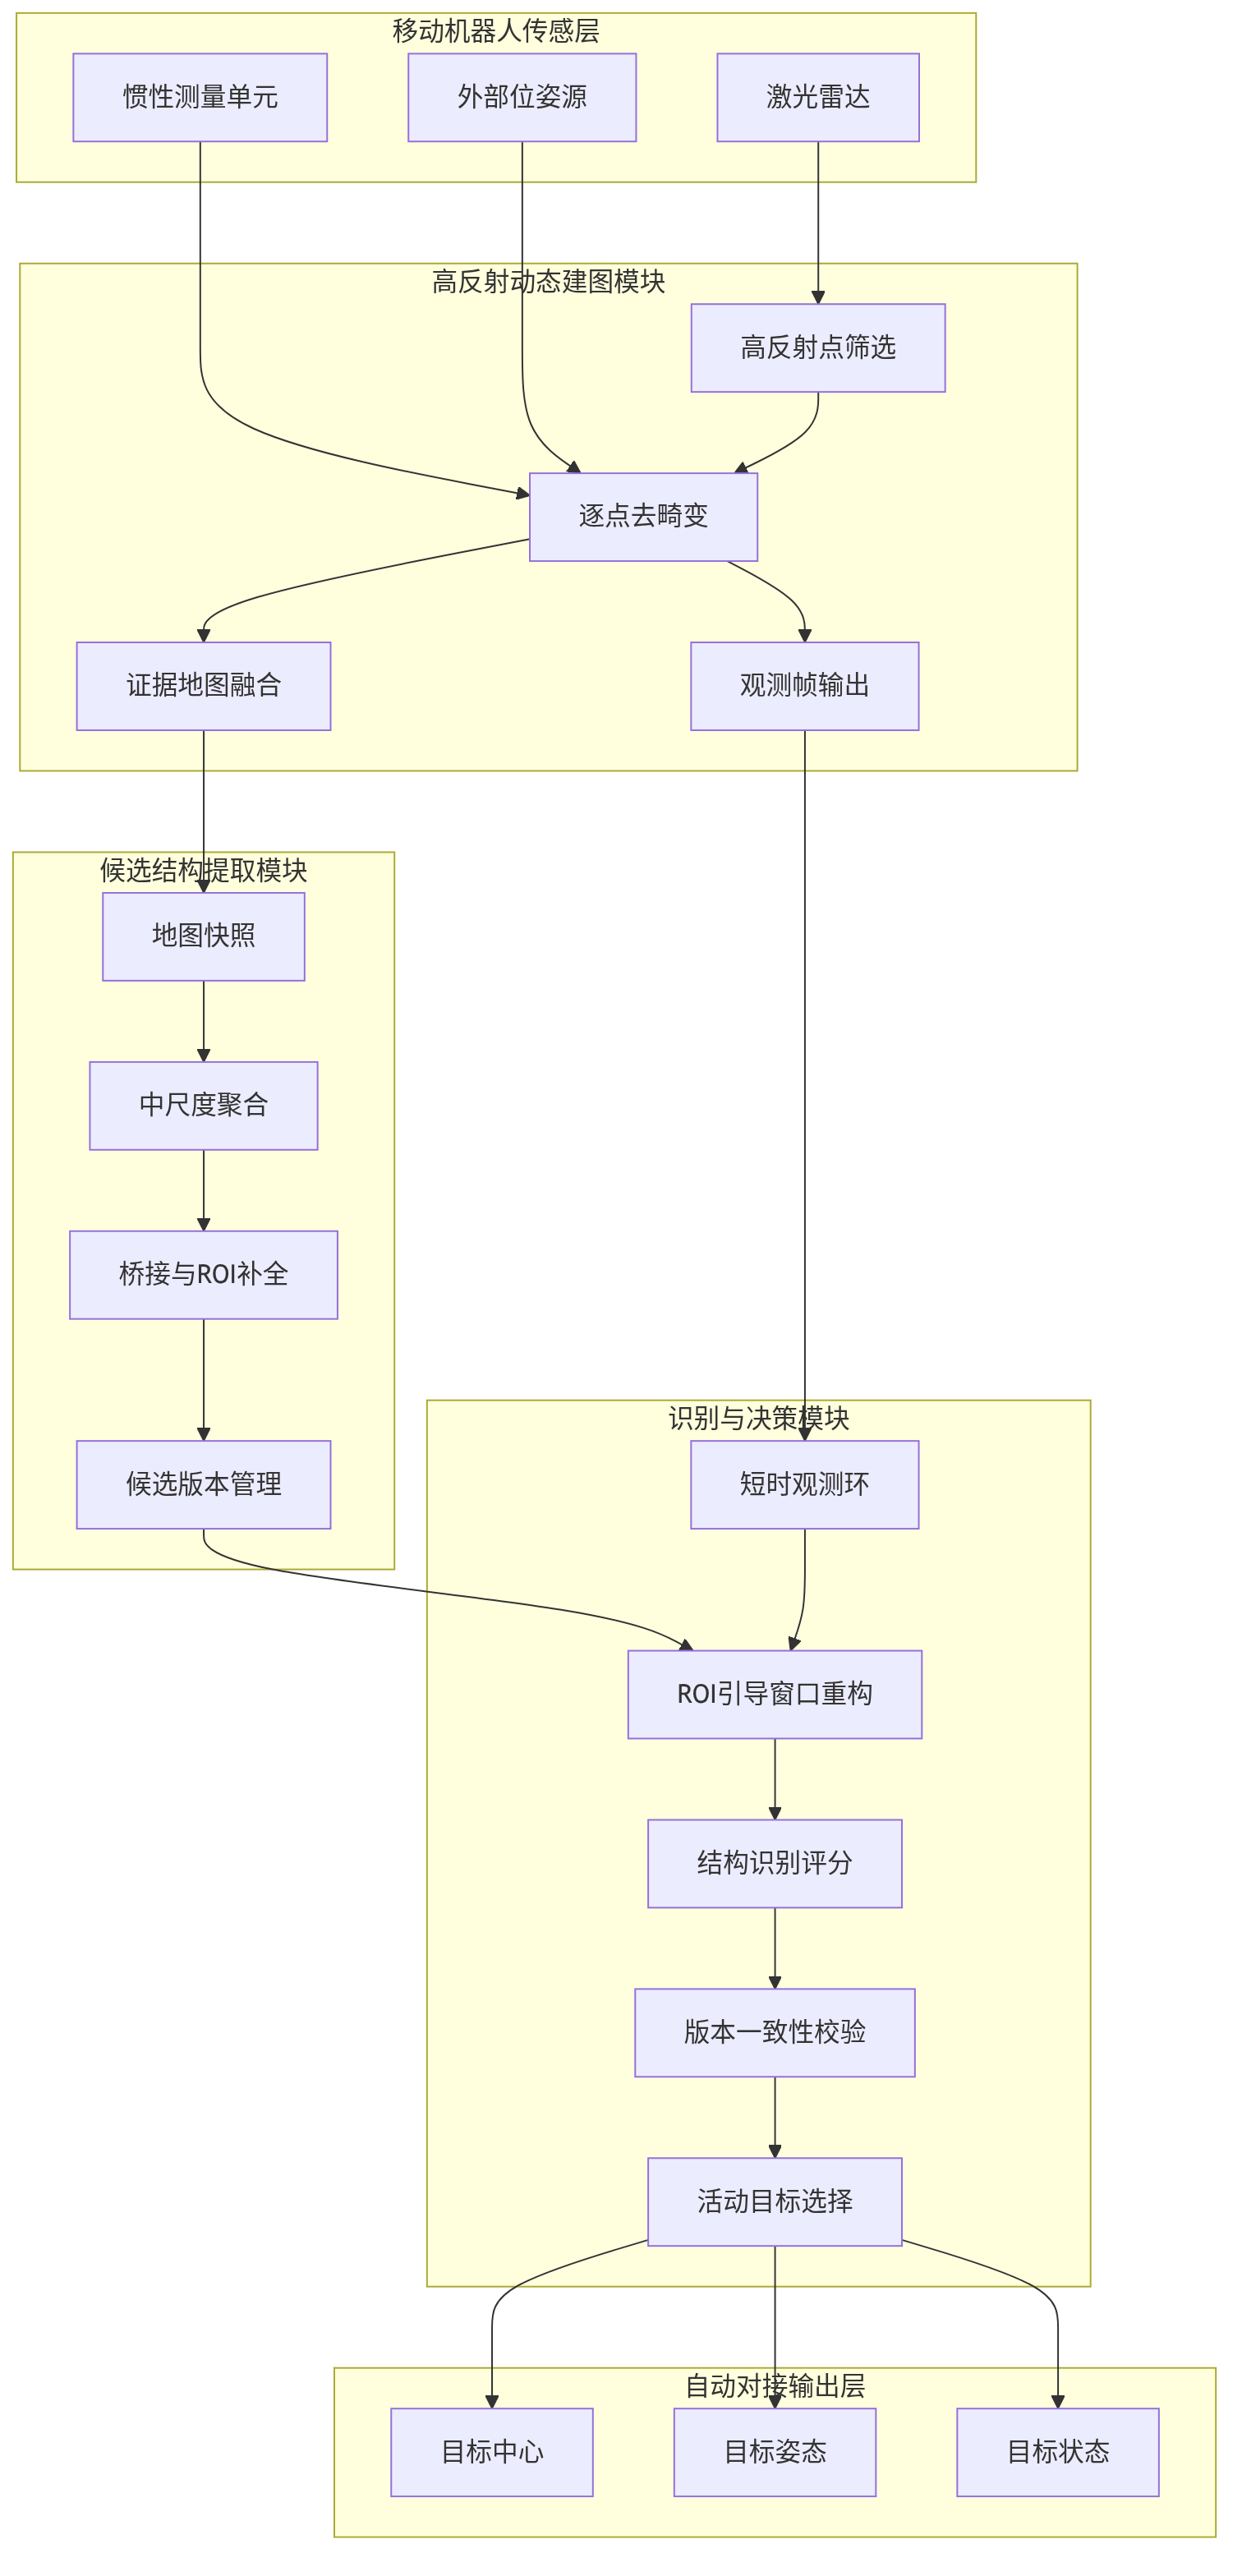 移动机器人传感层
惯性测量单元
外部位姿源
激光雷达
高反射动态建图模块
高反射点筛选
逐点去畸变
证据地图融合
观测帧输出
候选结构提取模块
地图快照
中尺度聚合
桥接与ROI补全
候选版本管理
识别与决策模块
短时观测环
ROI引导窗口重构
结构识别评分
版本一致性校验
活动目标选择
自动对接输出层
目标中心
目标姿态
目标状态